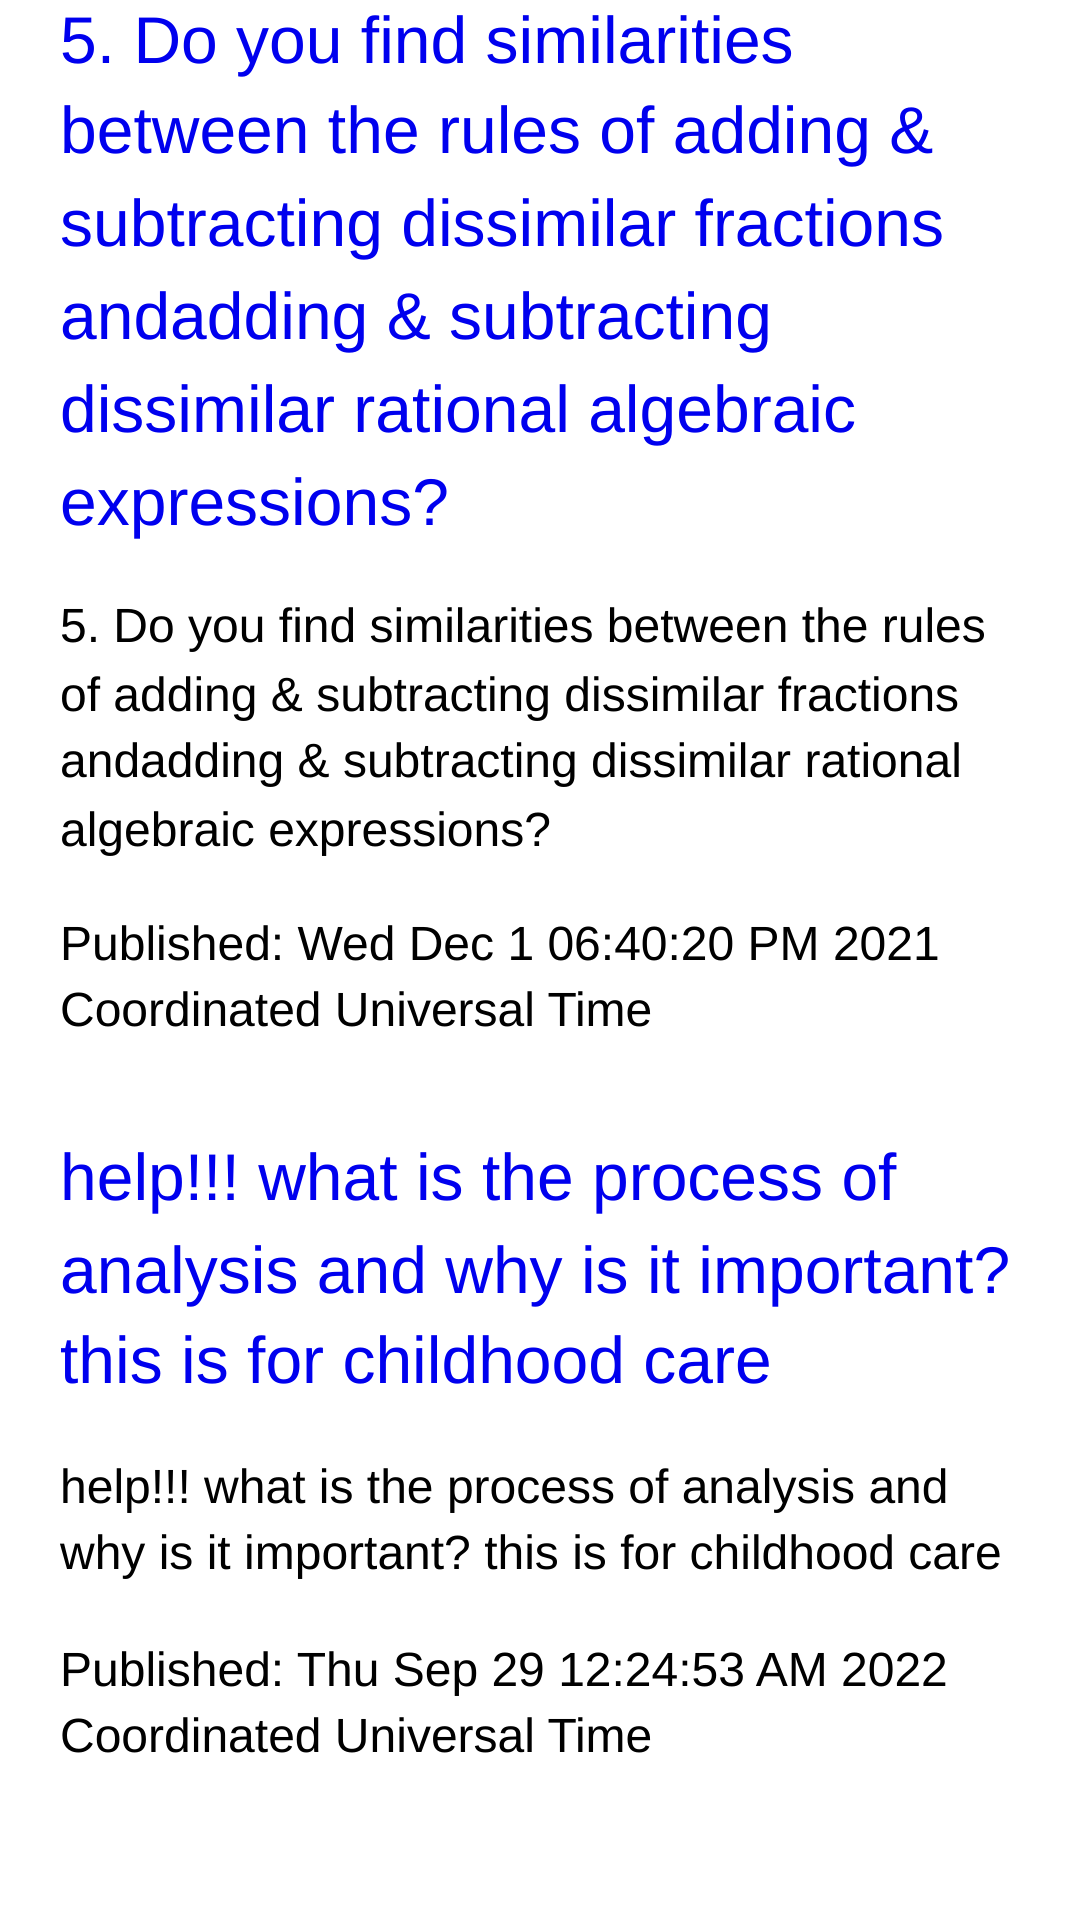 5. Do you find similarities
between the rules of adding &
subtracting dissimilar fractions
andadding & subtracting
dissimilar rational algebraic
expressions?
5. Do you find similarities between the rules
of adding & subtracting dissimilar fractions
andadding & subtracting dissimilar rational
algebraic expressions?
Published: Wed Dec 1 06:40:20 PM 2021
Coordinated Universal Time
help!!! what is the process of
analysis and why is it important?
this is for childhood care
help!!! what is the process of analysis and
why is it important? this is for childhood care
Published: Thu Sep 29 12:24:53 AM 2022
Coordinated Universal Time